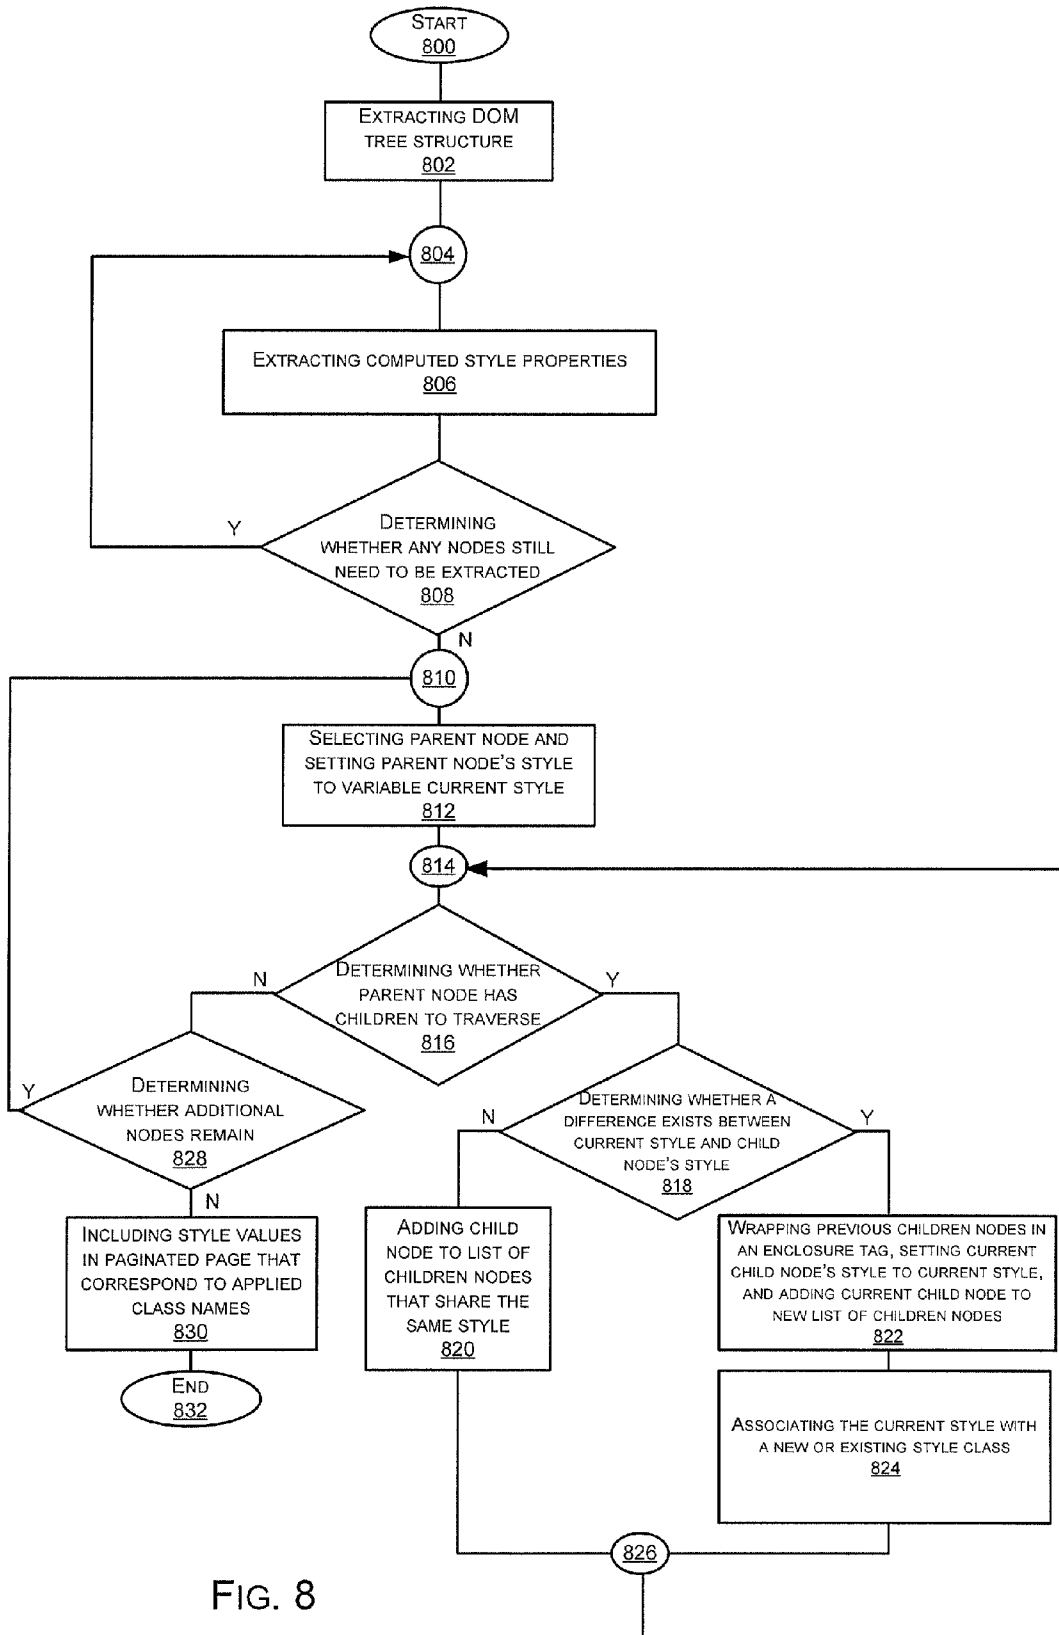 START
800
EXTRACTING DOM
TREE STRUCTURE
802
804
EXTRACTING COMPUTED STYLE PROPERTIES
806
DETERMINING
WHETHER ANY NODES STILL
NEED TO BE EXTRACTED
808
Y
N
810
SELECTING PARENT NODE AND
SETTING PARENT NODE'S STYLE
TO VARIABLE CURRENT STYLE
812
814
DETERMINING WHETHER
PARENT NODE HAS
CHILDREN TO TRAVERSE
816
N
Y
DETERMINING
WHETHER ADDITIONAL
NODES REMAIN
828
Y
N
DETERMINING WHETHER A
DIFFERENCE EXISTS BETWEEN
CURRENT STYLE AND CHILD
NODE'S STYLE
818
N
Y
INCLUDING STYLE VALUES
IN PAGINATED PAGE THAT
CORRESPOND TO APPLIED
CLASS NAMES
830
END
832
ADDING CHILD
NODE TO LIST OF
CHILDREN NODES
THAT SHARE THE
SAME STYLE
820
WRAPPING PREVIOUS CHILDREN NODES IN
AN ENCLOSURE TAG, SETTING CURRENT
CHILD NODE'S STYLE TO CURRENT STYLE,
AND ADDING CURRENT CHILD NODE TO
NEW LIST OF CHILDREN NODES
822
ASSOCIATING THE CURRENT STYLE WITH
A NEW OR EXISTING STYLE CLASS
824
826
FIG. 8